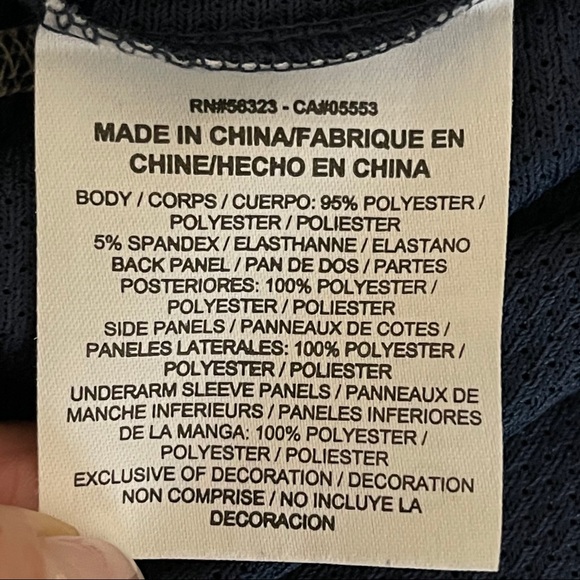 RN#56323 - CA#05553
MADE IN CHINA/FABRIQUE EN
CHINE/HECHO EN CHINA
BODY / CORPS / CUERPO: 95% POLYESTER /
POLYESTER / POLIESTER
5% SPANDEX / ELASTHANNE / ELASTANO
BACK PANEL / PAN DE DOS / PARTES
POSTERIORES: 100% POLYESTER /
POLYESTER / POLIESTER
SIDE PANELS / PANNEAUX DE COTES /
PANELES LATERALES: 100% POLYESTER /
POLYESTER / POLIESTER
UNDERARM SLEEVE PANELS / PANNEAUX DE
MANCHE INFERIEURS / PANELES INFERIORES
DE LA MANGA: 100% POLYESTER /
POLYESTER / POLIESTER
EXCLUSIVE OF DECORATION / DECORATION
NON COMPRISE / NO INCLUYE LA
DECORACION